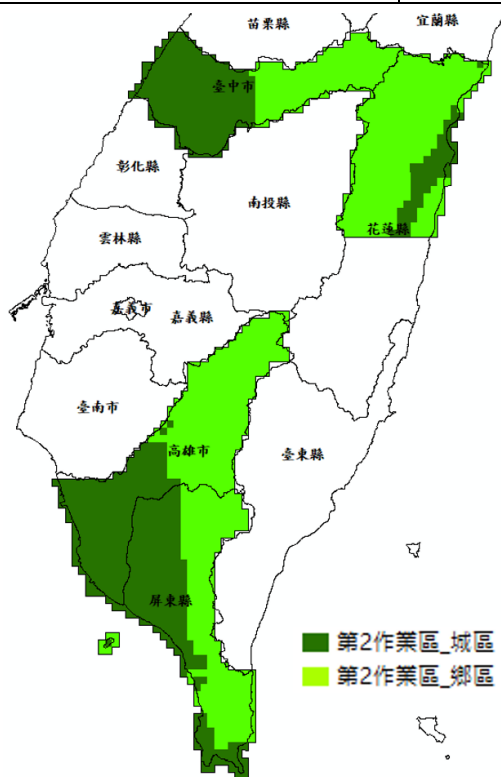 苗栗縣
宜蘭縣
臺中市
彰化縣
南投縣
花蓮縣
雲林縣
嘉義市
嘉義縣
臺南市
高雄市
臺東縣
屏東縣
第2作業區_城區
第2作業區_鄉區